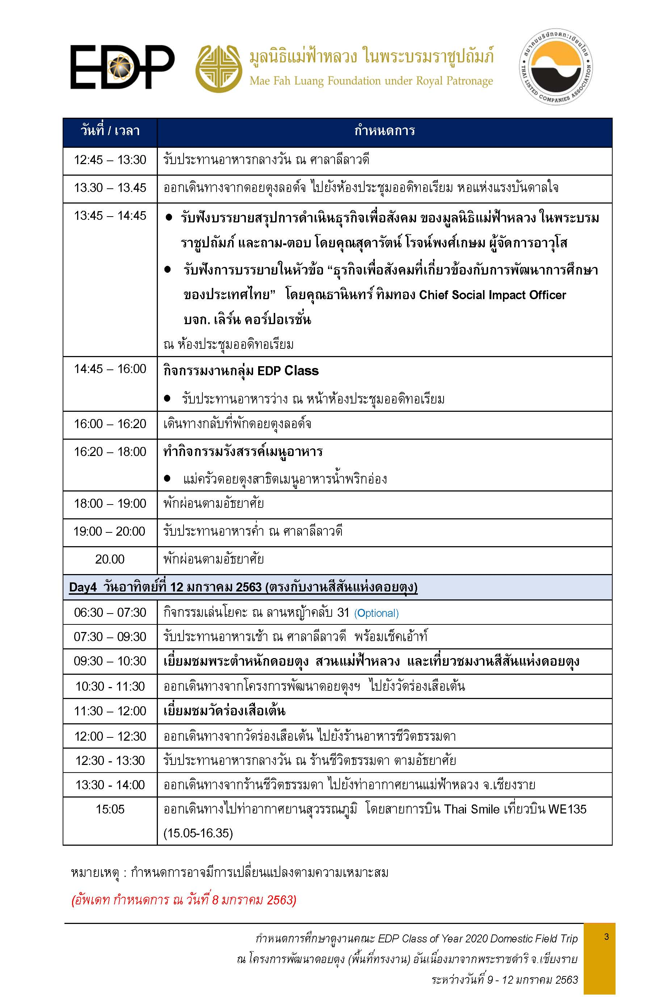 EDP
มูลนิธิแม่ฟ้าหลวง ในพระบรมราชูปถัมภ์
Mae Fah Luang Foundation under Royal Patronage
สมาคมบริษัทจดทะเบียนไทย
THAI LISTED COMPANIES ASSOCIATION
วันที่ / เวลา กำหนดการ
12:45 – 13:30 รับประทานอาหารกลางวัน ณ ศาลาลีลาวดี
13.30 – 13.45 ออกเดินทางจากดอยตุงลอด์จ ไปยังห้องประชุมออดิทอเรียม หอแห่งแรงบันดาลใจ
13:45 – 14:45 ● รับฟังบรรยายสรุปการดำเนินธุรกิจเพื่อสังคม ของมูลนิธิแม่ฟ้าหลวง ในพระบรม
ราชูปถัมภ์ และถาม-ตอบ โดยคุณสุดารัตน์ โรจน์พงศ์เกษม ผู้จัดการอาวุโส
● รับฟังการบรรยายในหัวข้อ “ธุรกิจเพื่อสังคมที่เกี่ยวข้องกับการพัฒนาการศึกษา
ของประเทศไทย” โดยคุณธานินทร์ ทิมทอง Chief Social Impact Officer
บจก. เลิร์น คอร์ปอเรชั่น
ณ ห้องประชุมออดิทอเรียม
14:45 – 16:00 กิจกรรมงานกลุ่ม EDP Class
● รับประทานอาหารว่าง ณ หน้าห้องประชุมออดิทอเรียม
16:00 – 16:20 เดินทางกลับที่พักดอยตุงลอด์จ
16:20 – 18:00 ทำกิจกรรมรังสรรค์เมนูอาหาร
● แม่ครัวดอยตุงสาธิตเมนูอาหารน้ำพริกอ่อง
18:00 – 19:00 พักผ่อนตามอัธยาศัย
19:00 – 20:00 รับประทานอาหารค่ำ ณ ศาลาลีลาวดี
20.00 พักผ่อนตามอัธยาศัย
Day4 วันอาทิตย์ที่ 12 มกราคม 2563 (ตรงกับงานสีสันแห่งดอยตุง)
06:30 – 07:30 กิจกรรมเล่นโยคะ ณ ลานหญ้าคลับ 31 (Optional)
07:30 – 09:30 รับประทานอาหารเช้า ณ ศาลาลีลาวดี พร้อมเช็คเอ้าท์
09:30 – 10:30 เยี่ยมชมพระตำหนักดอยตุง สวนแม่ฟ้าหลวง และเที่ยวชมงานสีสันแห่งดอยตุง
10:30 - 11:30 ออกเดินทางจากโครงการพัฒนาดอยตุงฯ ไปยังวัดร่องเสือเต้น
11:30 – 12:00 เยี่ยมชมวัดร่องเสือเต้น
12:00 – 12:30 ออกเดินทางจากวัดร่องเสือเต้น ไปยังร้านอาหารชีวิตธรรมดา
12:30 - 13:30 รับประทานอาหารกลางวัน ณ ร้านชีวิตธรรมดา ตามอัธยาศัย
13:30 - 14:00 ออกเดินทางจากร้านชีวิตธรรมดา ไปยังท่าอากาศยานแม่ฟ้าหลวง จ.เชียงราย
15:05 ออกเดินทางไปท่าอากาศยานสุวรรณภูมิ โดยสายการบิน Thai Smile เที่ยวบิน WE135
(15.05-16.35)
หมายเหตุ : กำหนดการอาจมีการเปลี่ยนแปลงตามความเหมาะสม
(อัพเดท กำหนดการ ณ วันที่ 8 มกราคม 2563)
กำหนดการศึกษาดูงานคณะ EDP Class of Year 2020 Domestic Field Trip 3
ณ โครงการพัฒนาดอยตุง (พื้นที่ทรงงาน) อันเนื่องมาจากพระราชดำริ จ.เชียงราย
ระหว่างวันที่ 9 - 12 มกราคม 2563